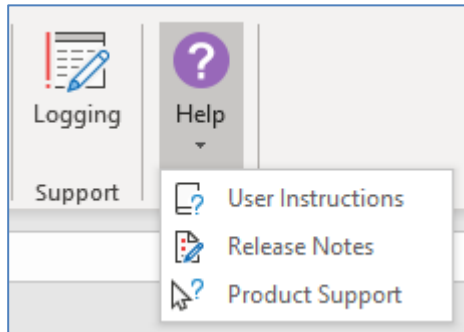 Logging
Help
Support
User Instructions
Release Notes
Product Support